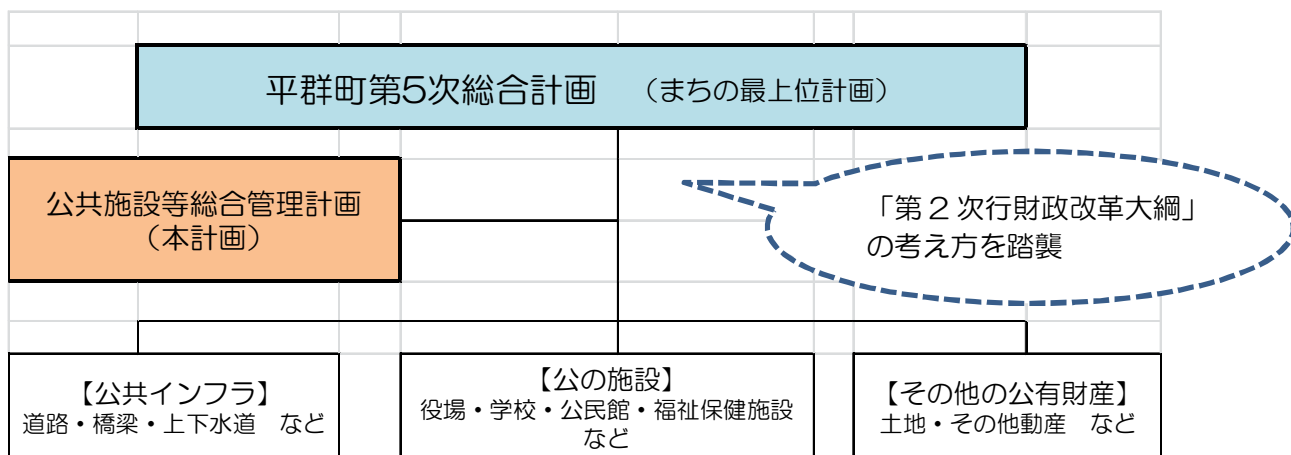 平群町第5次総合計画 （まちの最上位計画）
公共施設等総合管理計画
（本計画）
「第２次行財政改革大綱」
の考え方を踏襲
【公共インフラ】
道路・橋梁・上下水道 など
【公の施設】
役場・学校・公民館・福祉保健施設
など
【その他の公有財産】
土地・その他動産 など